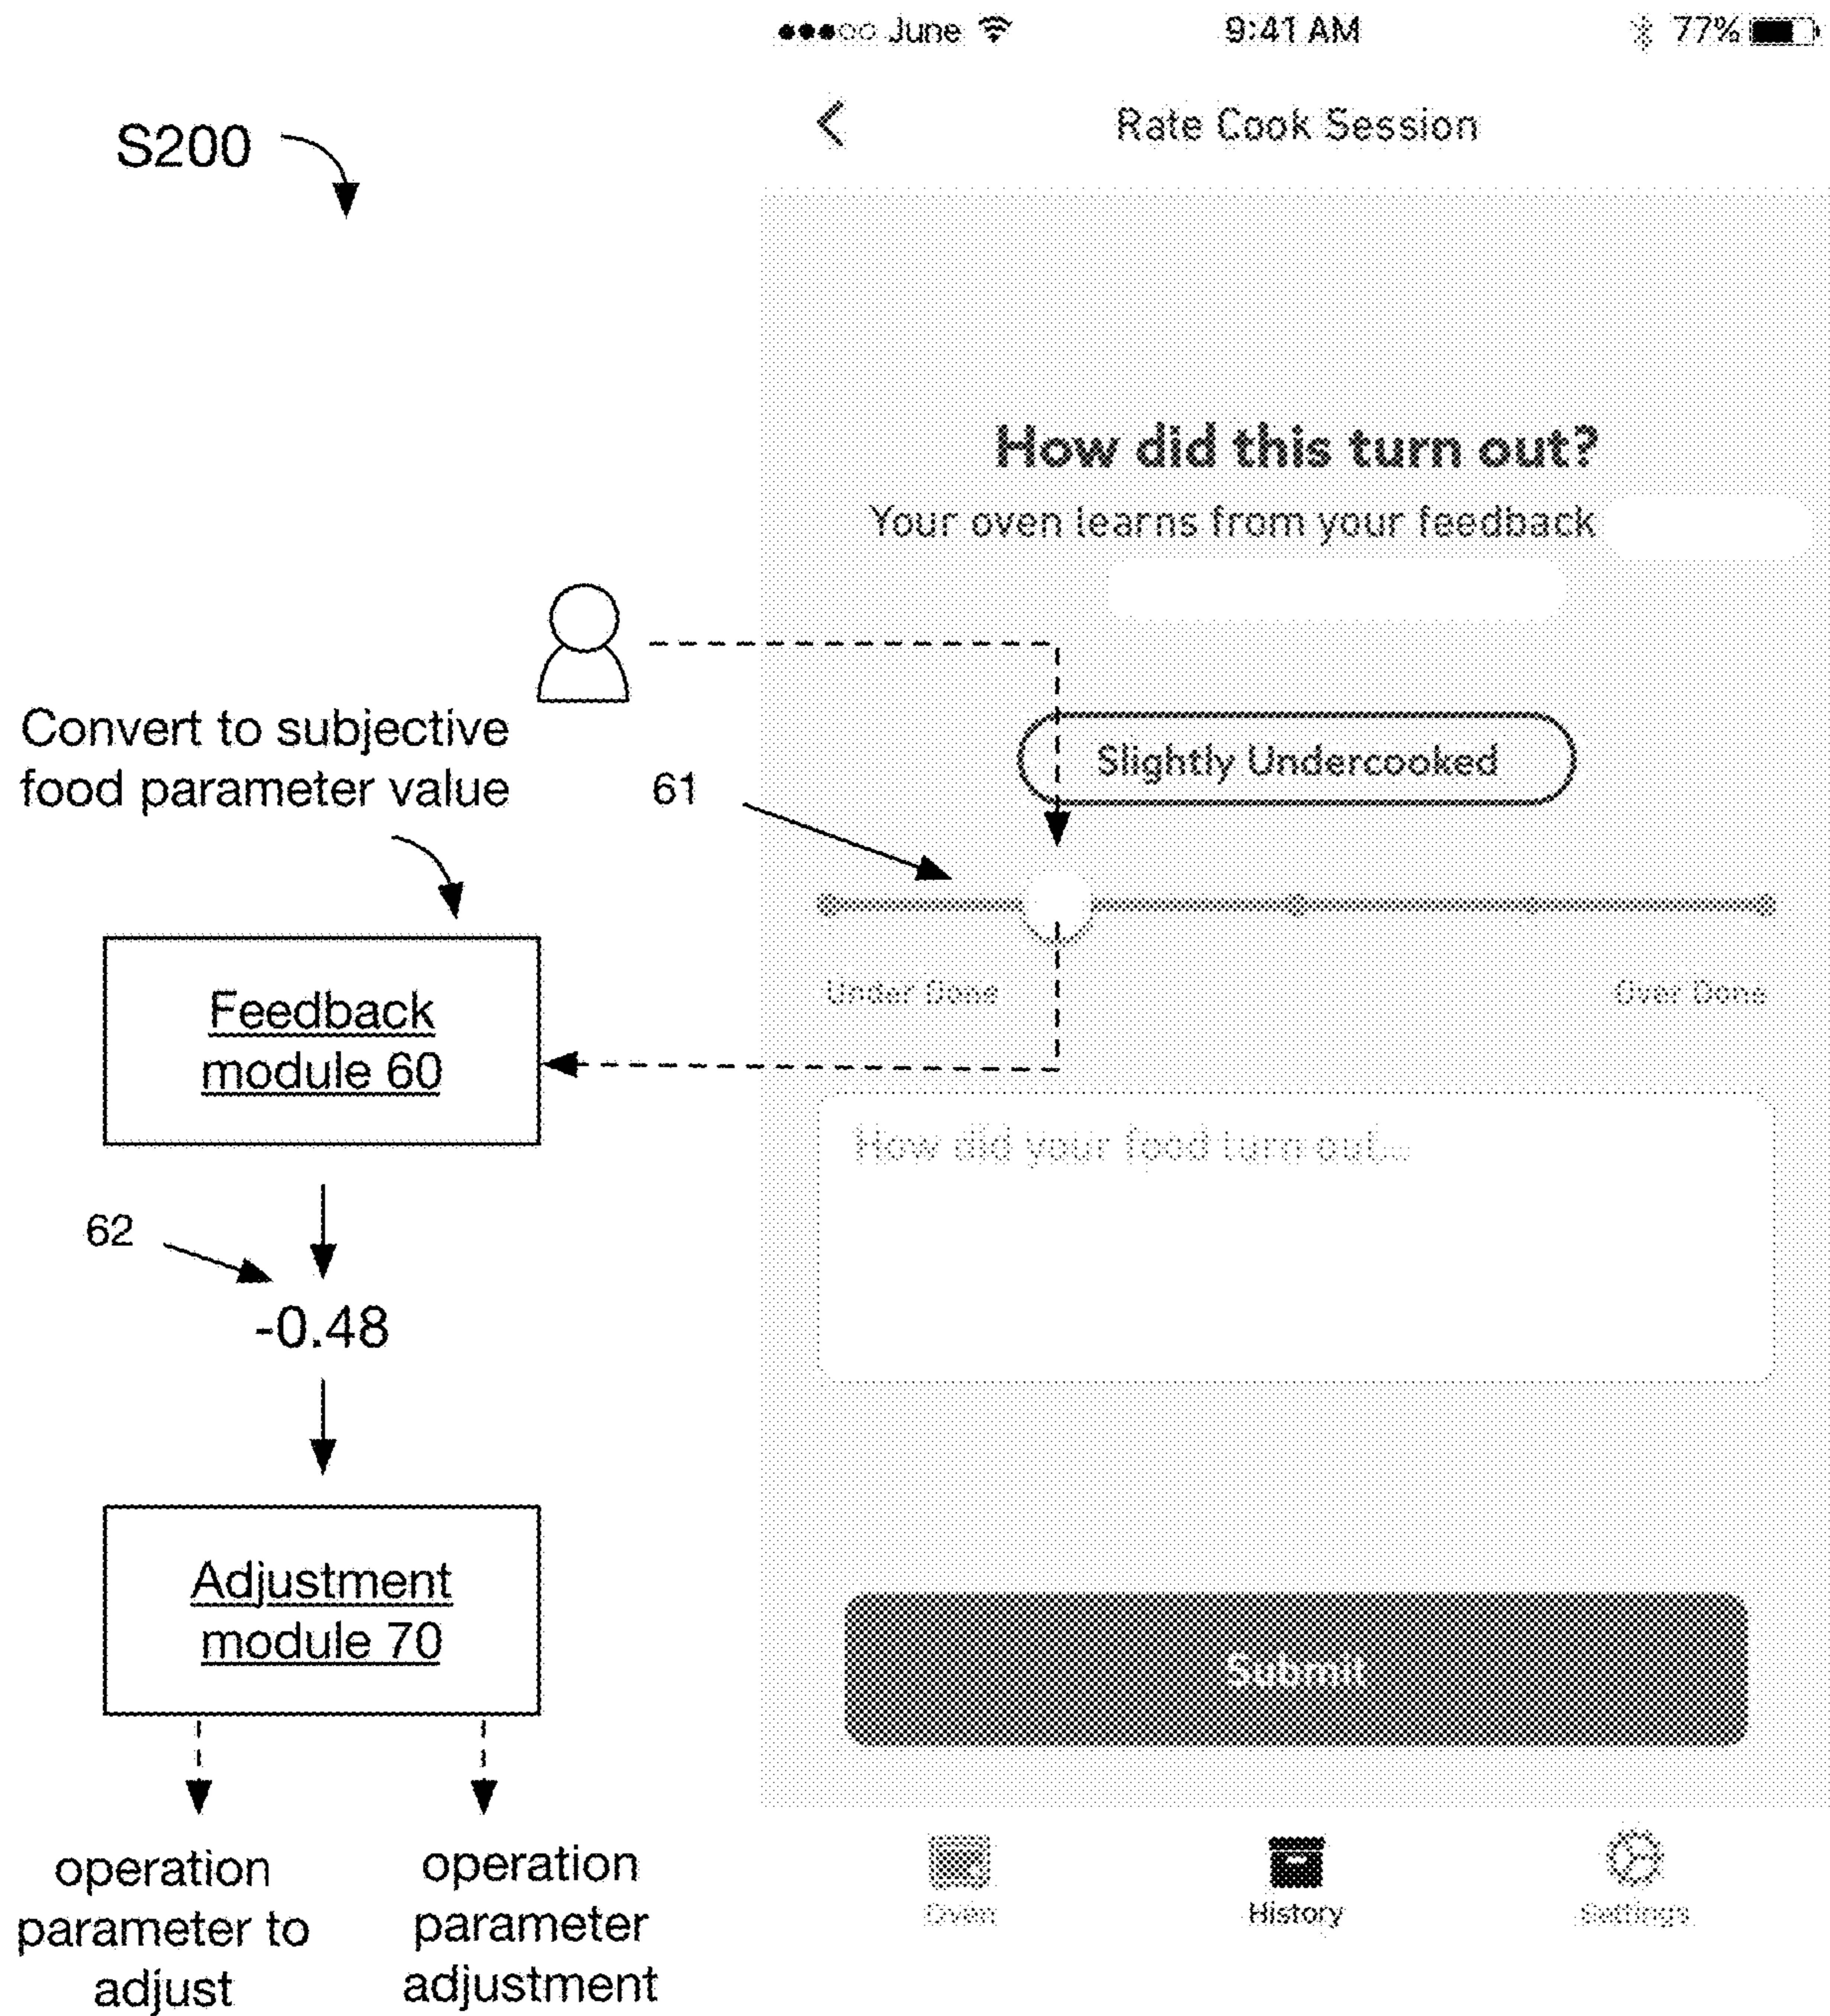 June
9:41 AM
77%
S200
Rate Cook Session
How did this turn out?
Your oven learns from your feedback
Slightly Undercooked
Convert to subjective
food parameter value
61
Under Done
Over Done
Feedback
module 60
How did your food turn out...
62
-0.48
Adjustment
module 70
Submit
operation
parameter to
adjust
operation
parameter
adjustment
Oven
History
Settings